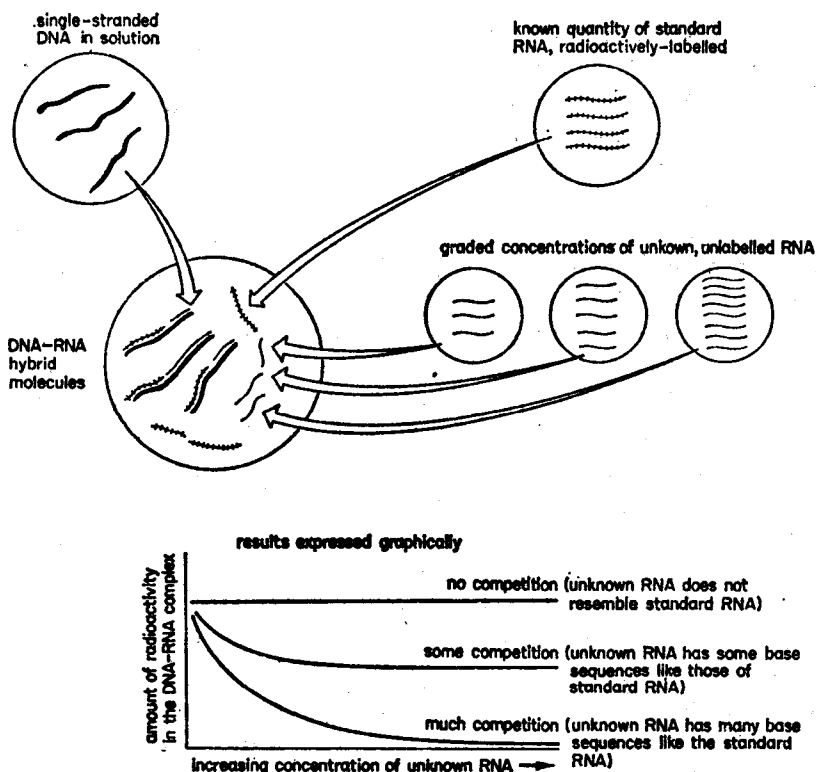 single-stranded
DNA in solution
known quantity of standard
RNA, radioactively-labelled
graded concentrations of unkown, unlabelled RNA
DNA-RNA
hybrid
molecules
results expressed graphically
amount of radioactivity
in the DNA-RNA complex
no competition (unknown RNA does not
resemble standard RNA)
some competition (unknown RNA has some base
sequences like those of
standard RNA)
much competition (unknown RNA has many base
sequences like the standard
RNA)
increasing concentration of unknown RNA